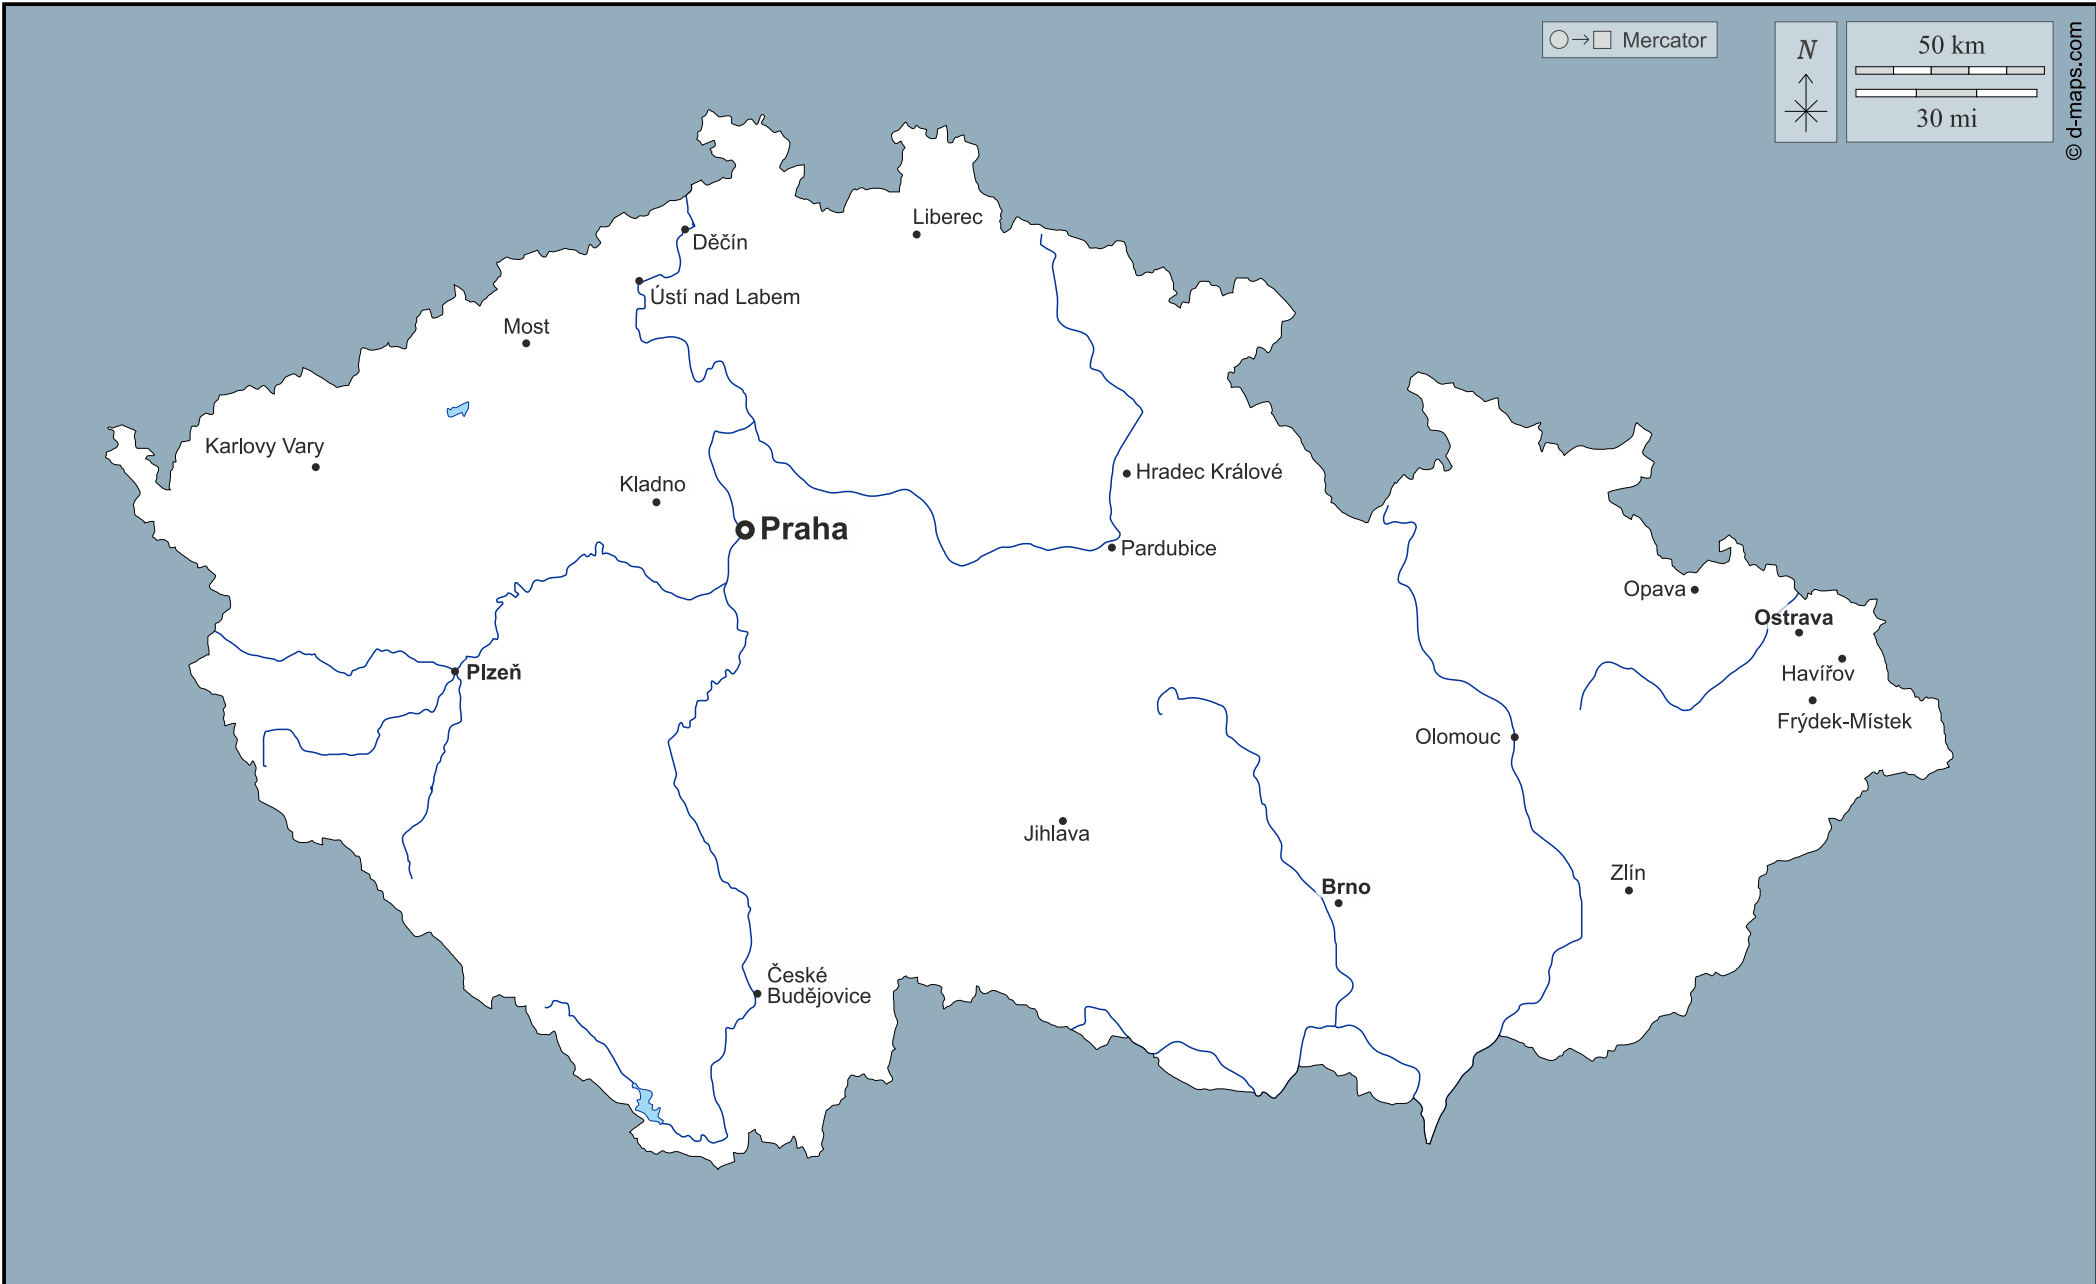 Mercator
N
50 km
30 mi
© d-maps.com
Liberec
Děčín
Ústí nad Labem
Most
Karlovy Vary
Kladno
Hradec Králové
Praha
Pardubice
Opava
Ostrava
Plzeň
Havířov
Frýdek-Místek
Olomouc
Jihlava
Zlín
Brno
České
Budějovice